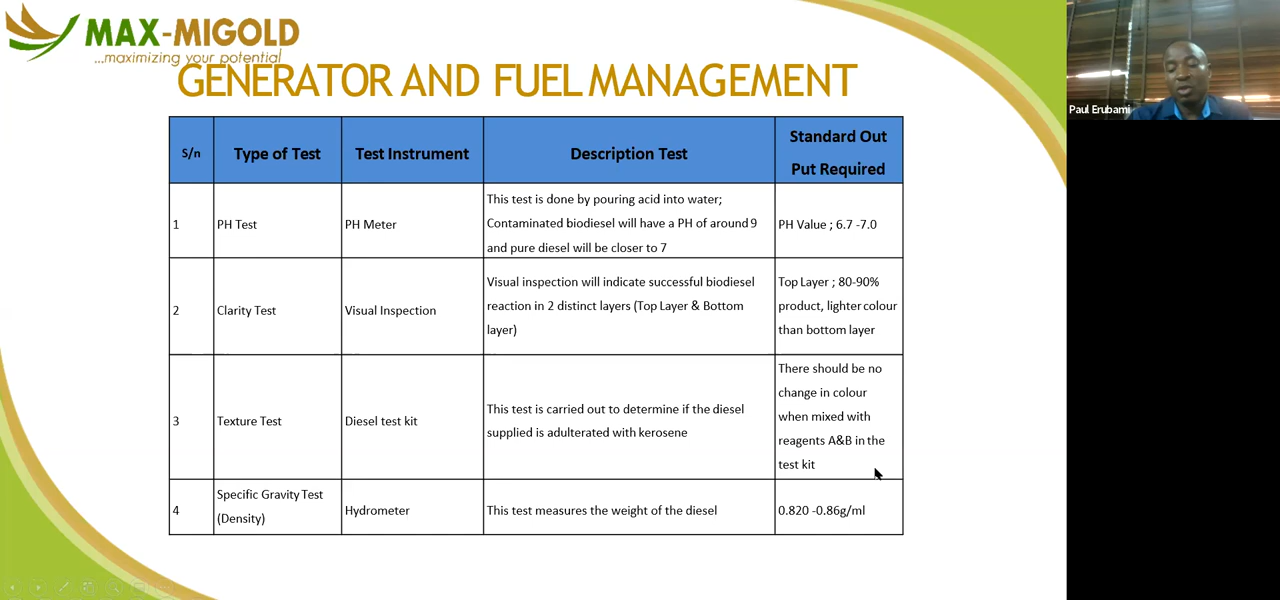 MAX-MIGOLD
...maximizing your potential
GENERATOR AND FUEL MANAGEMENT
Paul Erubami
S/n
Type of Test
Test Instrument
Description Test
Standard Out
Put Required
1
PH Test
PH Meter
This test is done by pouring acid into water;
Contaminated biodiesel will have a PH of around 9
and pure diesel will be closer to 7
PH Value ; 6.7 -7.0
2
Clarity Test
Visual Inspection
Visual inspection will indicate successful biodiesel
reaction in 2 distinct layers (Top Layer & Bottom
layer)
Top Layer ; 80-90%
product, lighter colour
than bottom layer
3
Texture Test
Diesel test kit
This test is carried out to determine if the diesel
supplied is adulterated with kerosene
There should be no
change in colour
when mixed with
reagents A&B in the
test kit
4
Specific Gravity Test
(Density)
Hydrometer
This test measures the weight of the diesel
0.820 -0.86g/ml